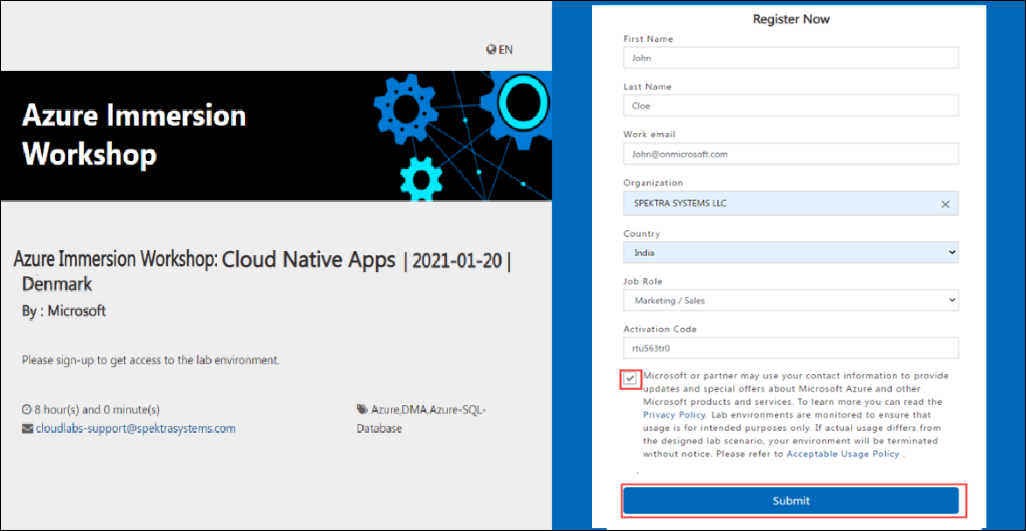 EN
Azure Immersion
Workshop
Azure Immersion Workshop: Cloud Native Apps | 2021-01-20 |
Denmark
By : Microsoft
Please sign-up to get access to the lab environment.
8 hour(s) and 0 minute(s)
cloudlabs-support@spektrasystems.com
Azure,DMA,Azure-SQL-
Database
Register Now
First Name
John
Last Name
Cloe
Work email
John@onmicrosoft.com
Organization
SPEKTRA SYSTEMS LLC
Country
India
Job Role
Marketing / Sales
Activation Code
rtu563tr0
Microsoft or partner may use your contact information to provide
updates and special offers about Microsoft Azure and other
Microsoft products and services. To learn more you can read the
Privacy Policy. Lab environments are monitored to ensure that
usage is for intended purposes only. If actual usage differs from
the designed lab scenario, your environment will be terminated
without notice. Please refer to Acceptable Usage Policy .
.
Submit